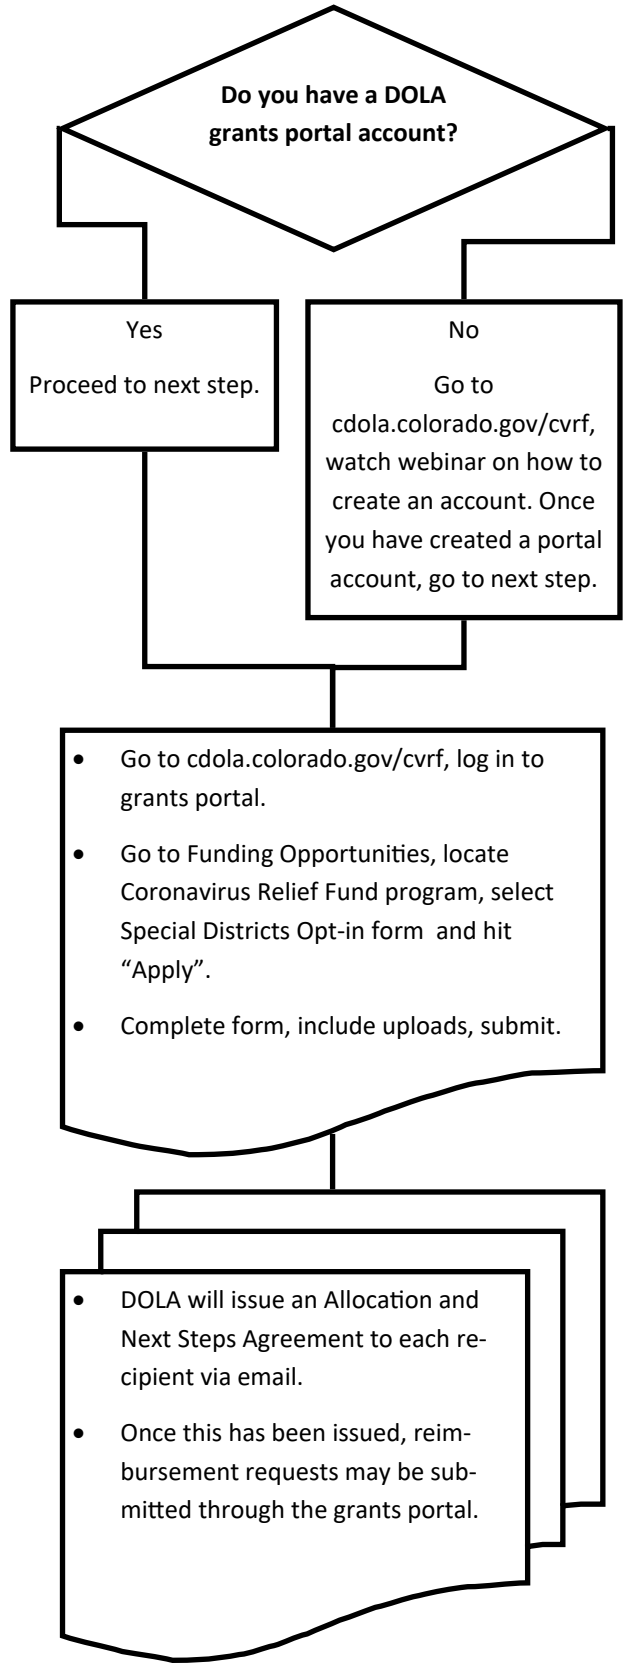 Do you have a DOLA
grants portal account?
Yes
Proceed to next step.
No
Go to
cdola.colorado.gov/cvrf,
watch webinar on how to
create an account. Once
you have created a portal
account, go to next step.
• Go to cdola.colorado.gov/cvrf, log in to
grants portal.
• Go to Funding Opportunities, locate
Coronavirus Relief Fund program, select
Special Districts Opt-in form  and hit
“Apply”.
• Complete form, include uploads, submit.
• DOLA will issue an Allocation and
Next Steps Agreement to each re-
cipient via email.
• Once this has been issued, reim-
bursement requests may be sub-
mitted through the grants portal.